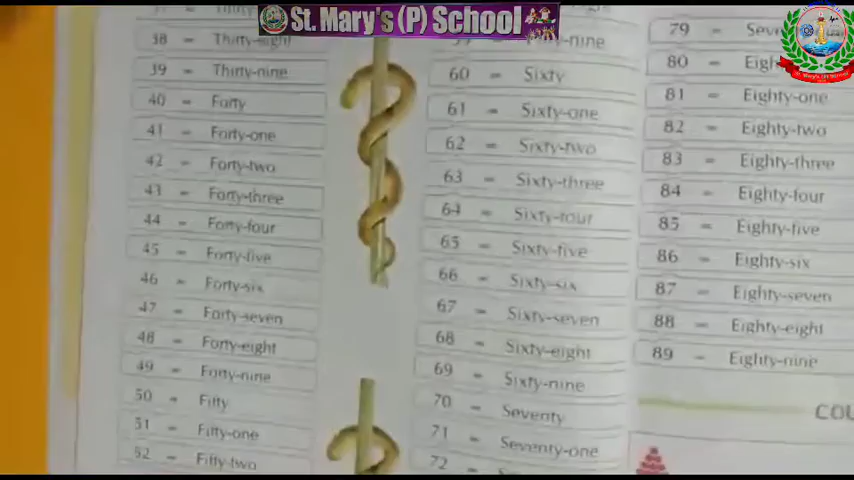 St. Mary's (P) School
38 = Thirty-eight
39 = Thirty-nine
40 = Forty
41 = Forty-one
42 = Forty-two
43 = Forty-three
44 = Forty-four
45 = Forty-five
46 = Forty-six
47 = Forty-seven
48 = Forty-eight
49 = Forty-nine
50 = Fifty
51 = Fifty-one
52 = Fifty-two
60 = Sixty
61 = Sixty-one
62 = Sixty-two
63 = Sixty-three
64 = Sixty-four
65 = Sixty-five
66 = Sixty-six
67 = Sixty-seven
68 = Sixty-eight
69 = Sixty-nine
70 = Seventy
71 = Seventy-one
72 =
79 =
80 =
81 = Eighty-one
82 = Eighty-two
83 = Eighty-three
84 = Eighty-four
85 = Eighty-five
86 = Eighty-six
87 = Eighty-seven
88 = Eighty-eight
89 = Eighty-nine